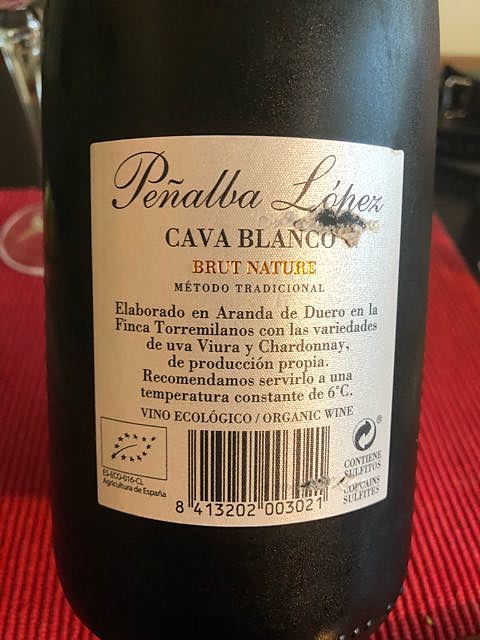 Peñalba López
CAVA BLANCO
BRUT NATURE
MÉTODO TRADICIONAL
Elaborado en Aranda de Duero en la
Finca Torremilanos con las variedades
de uva Viura y Chardonnay,
de producción propia.
Recomendamos servirlo a una
temperatura constante de 6°C.
VINO ECOLÓGICO / ORGANIC WINE
ES-ECO-016-CL
Agricultura de España
8 413202 003021
®
CONTIENE
SULFITOS
CONTAINS
SULFITES